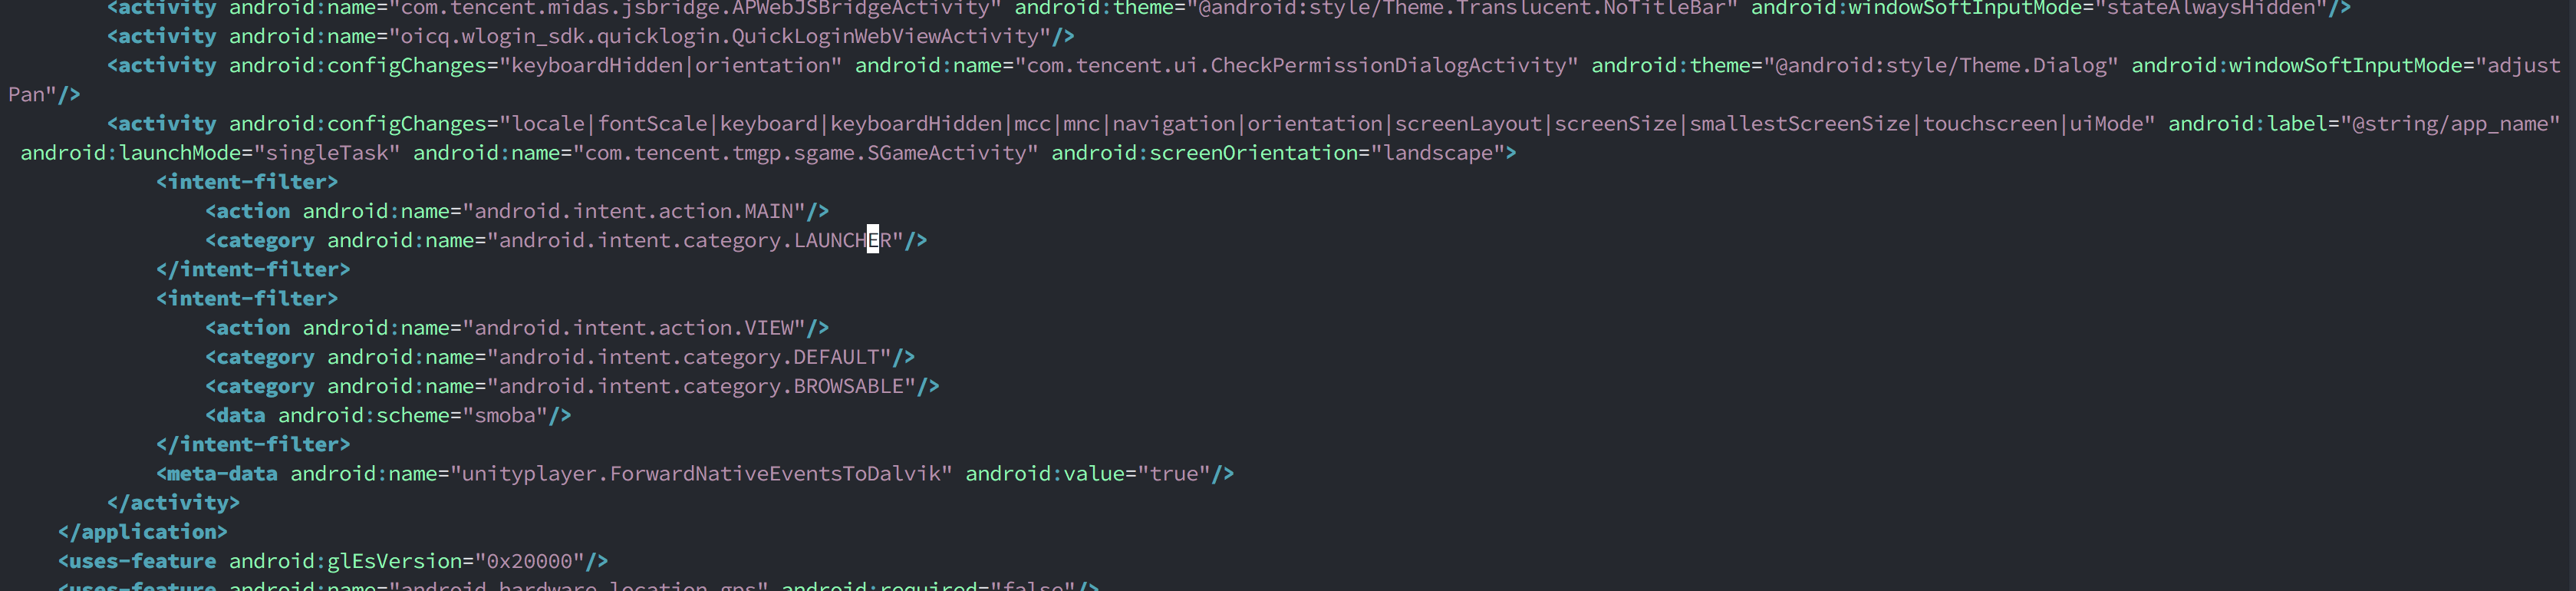 <activity android:name="com.tencent.midas.jsbridge.APWebJSBridgeActivity" android:theme="@android:style/Theme.Translucent.NoTitleBar" android:windowSoftInputMode="stateAlwaysHidden"/>
<activity android:name="oicq.wlogin_sdk.quicklogin.QuickLoginWebViewActivity"/>
<activity android:configChanges="keyboardHidden|orientation" android:name="com.tencent.ui.CheckPermissionDialogActivity" android:theme="@android:style/Theme.Dialog" android:windowSoftInputMode="adjust
Pan"/>
<activity android:configChanges="locale|fontScale|keyboard|keyboardHidden|mcc|mnc|navigation|orientation|screenLayout|screenSize|smallestScreenSize|touchscreen|uiMode" android:label="@string/app_name"
android:launchMode="singleTask" android:name="com.tencent.tmgp.sgame.SGameActivity" android:screenOrientation="landscape">
<intent-filter>
<action android:name="android.intent.action.MAIN"/>
<category android:name="android.intent.category.LAUNCHER"/>
</intent-filter>
<intent-filter>
<action android:name="android.intent.action.VIEW"/>
<category android:name="android.intent.category.DEFAULT"/>
<category android:name="android.intent.category.BROWSABLE"/>
<data android:scheme="smoba"/>
</intent-filter>
<meta-data android:name="unityplayer.ForwardNativeEventsToDalvik" android:value="true"/>
</activity>
</application>
<uses-feature android:glEsVersion="0x20000"/>
<uses-feature android:name="android.hardware.location.gps" android:required="false"/>